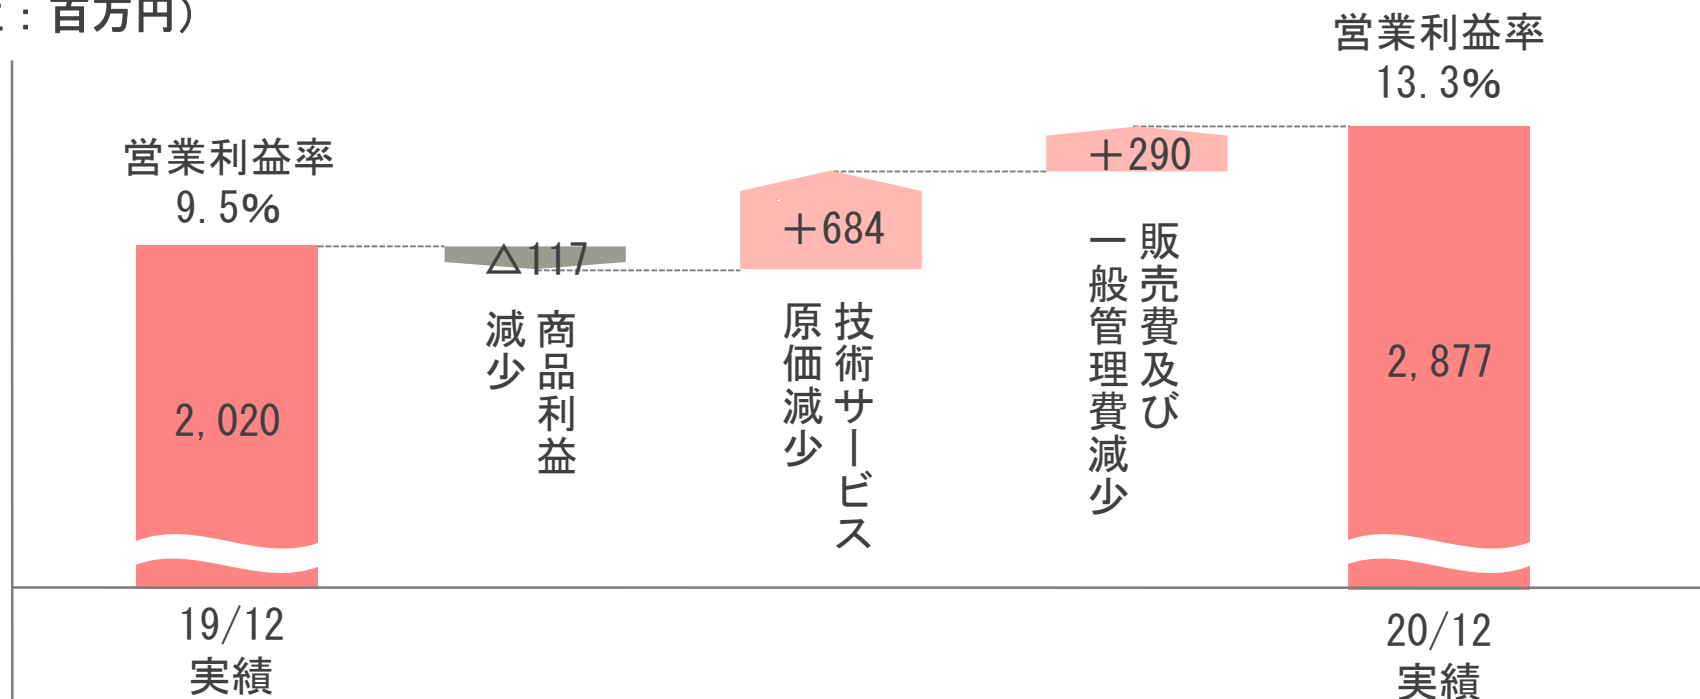 ：百万円）
営業利益率
9.5%
2,020
19/12
実績
△117
商品利益
減少
＋684
技術サービス
原価減少
＋290
販売費及び
一般管理費減少
営業利益率
13.3%
2,877
20/12
実績